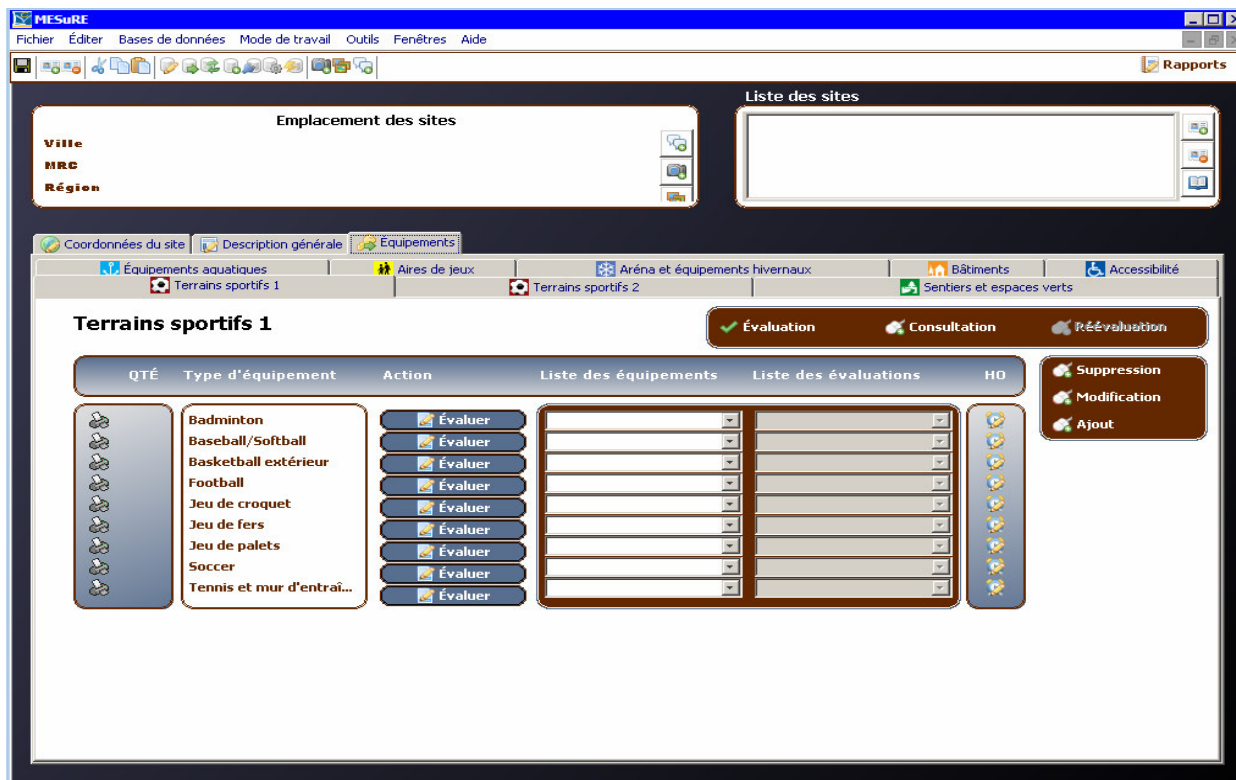 MESuRE
Fichier Éditer Bases de données Mode de travail Outils Fenêtres Aide
Rapports
Liste des sites
Emplacement des sites
Ville
MRC
Région
Coordonnées du site Description générale Équipements
Équipements aquatiques Aires de jeux Aréna et équipements hivernaux Bâtiments Accessibilité
Terrains sportifs 1 Terrains sportifs 2 Sentiers et espaces verts
Terrains sportifs 1
Évaluation Consultation Réévaluation
QTÉ Type d'équipement Action Liste des équipements Liste des évaluations HO
Suppression
Modification
Ajout
Badminton Évaluer
Baseball/Softball Évaluer
Basketball extérieur Évaluer
Football Évaluer
Jeu de croquet Évaluer
Jeu de fers Évaluer
Jeu de palets Évaluer
Soccer Évaluer
Tennis et mur d'entraî... Évaluer